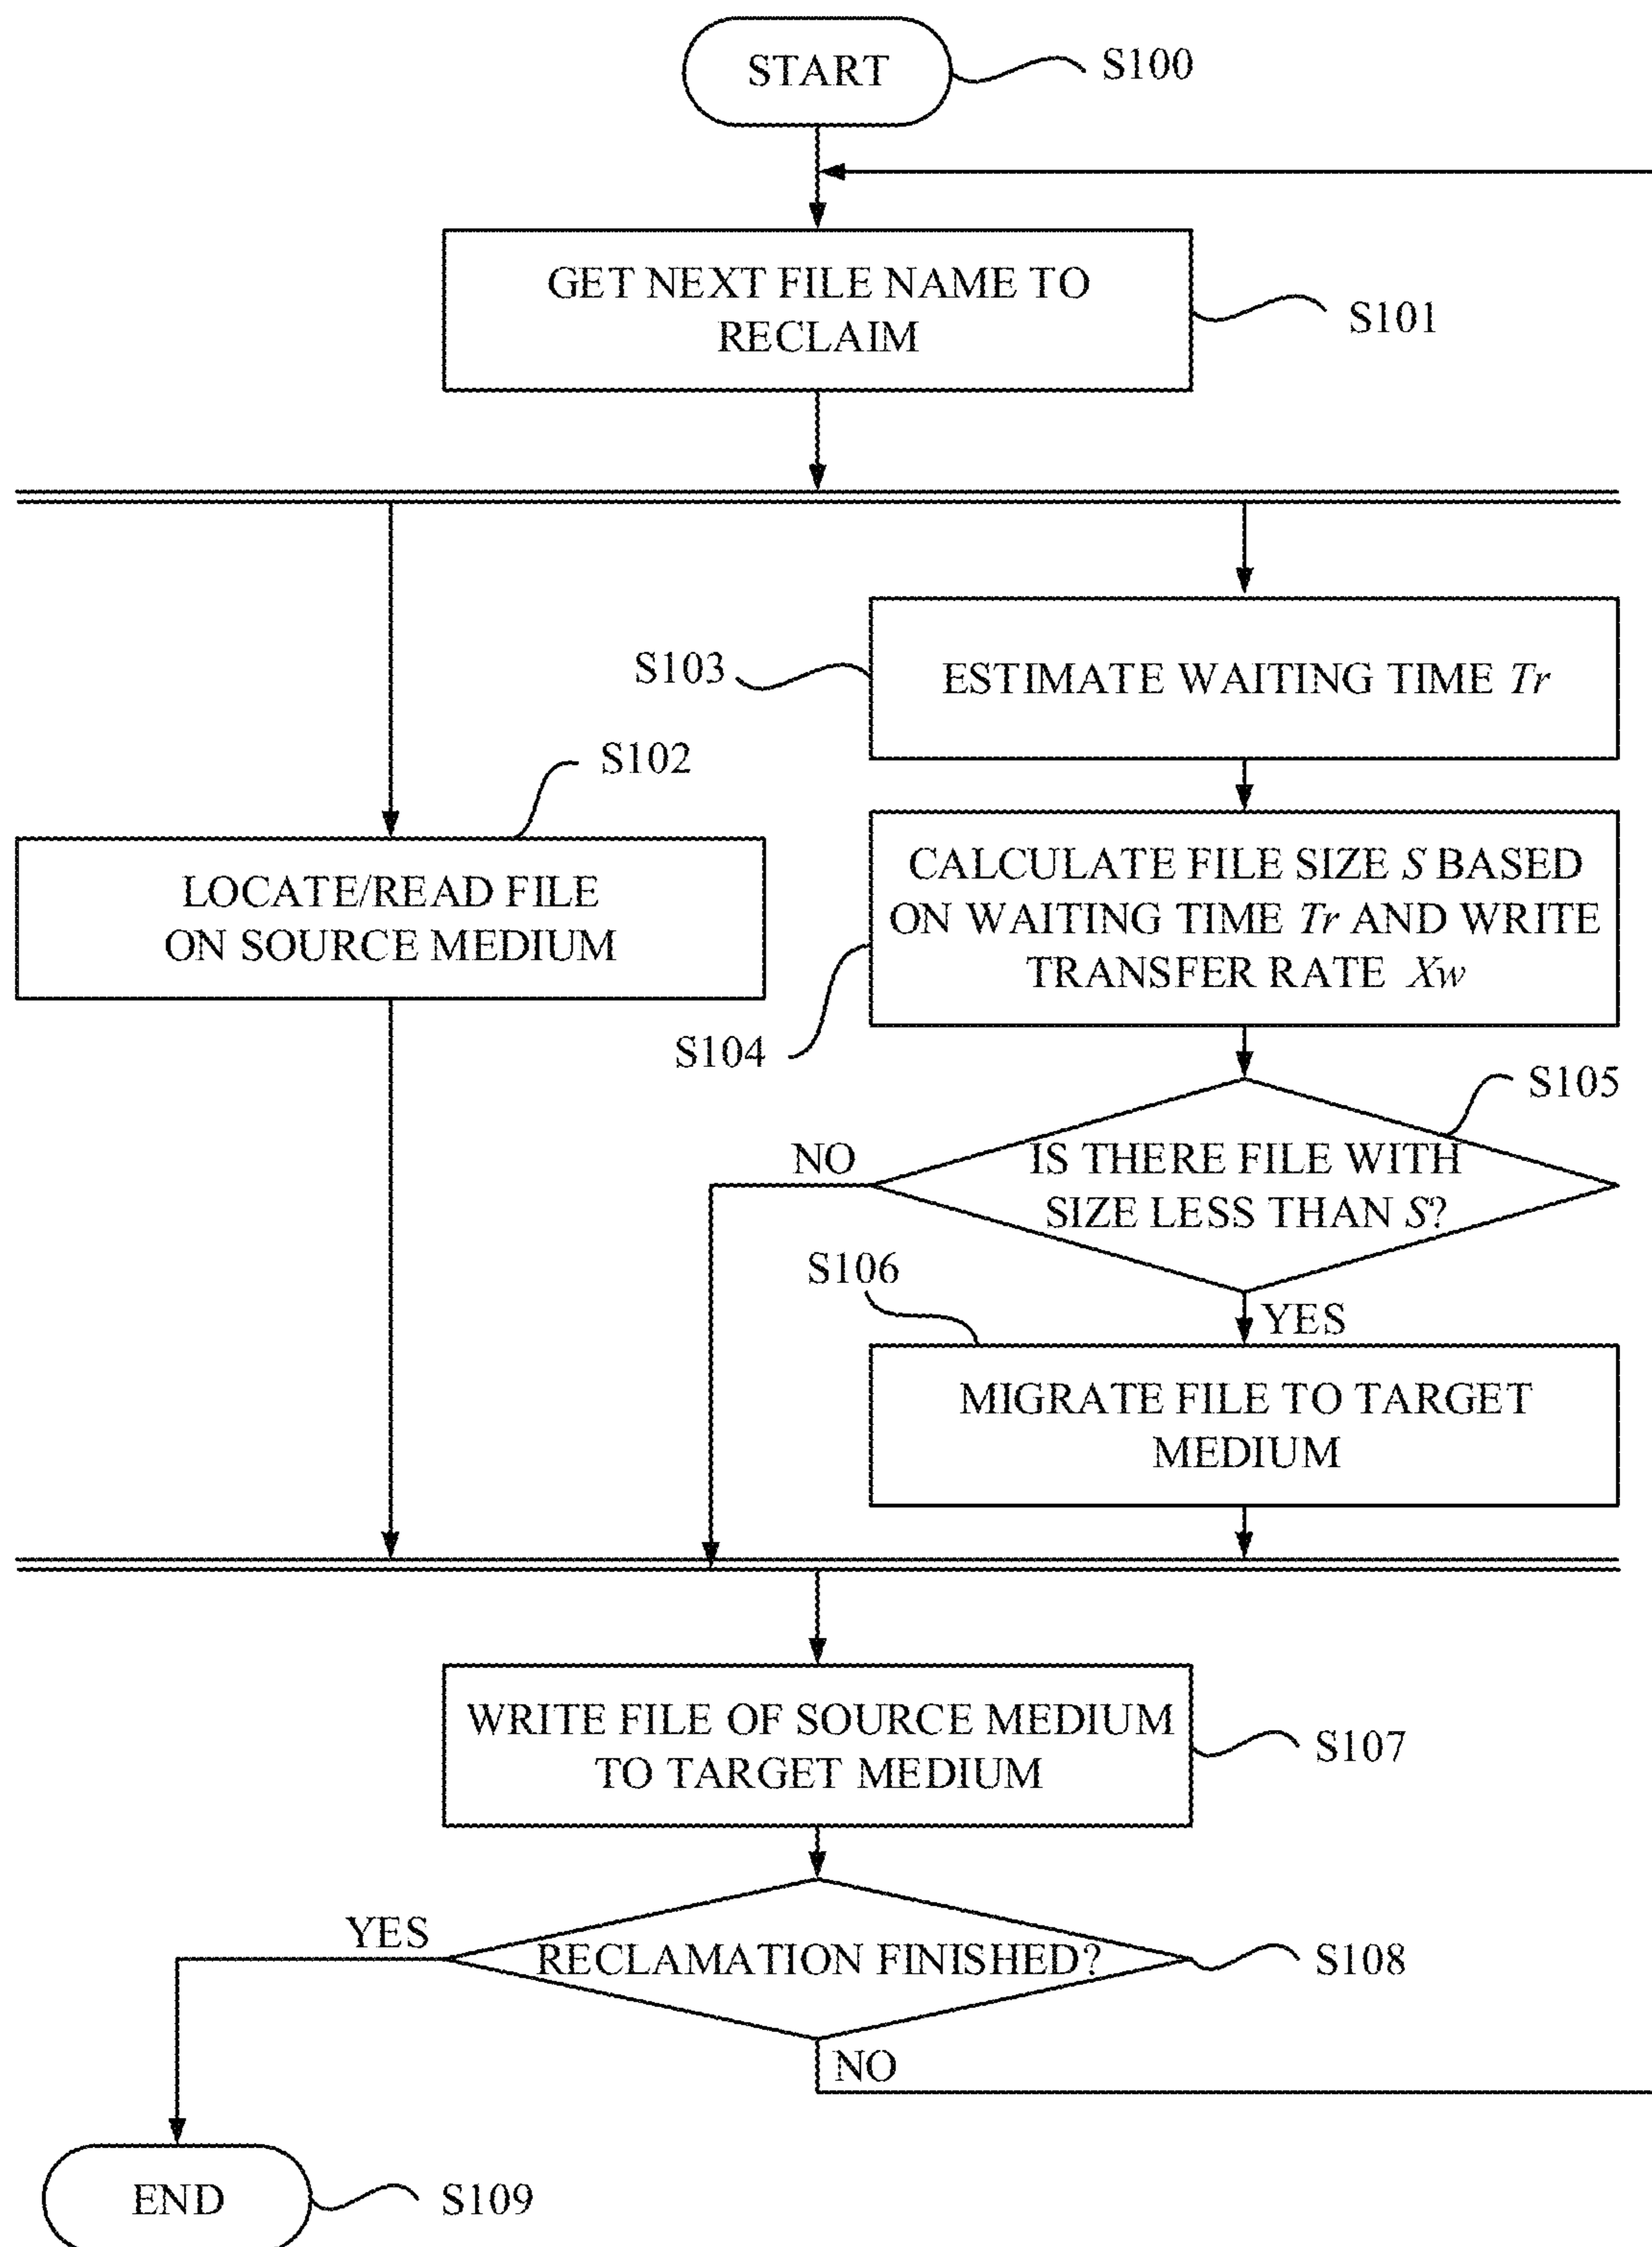 START
S100
GET NEXT FILE NAME TO
RECLAIM
S101
S103
ESTIMATE WAITING TIME Tr
S102
LOCATE/READ FILE
ON SOURCE MEDIUM
CALCULATE FILE SIZE S BASED
ON WAITING TIME Tr AND WRITE
TRANSFER RATE Xw
S104
S105
NO
IS THERE FILE WITH
SIZE LESS THAN S?
S106
YES
MIGRATE FILE TO TARGET
MEDIUM
WRITE FILE OF SOURCE MEDIUM
TO TARGET MEDIUM
S107
YES
RECLAMATION FINISHED?
S108
NO
END
S109